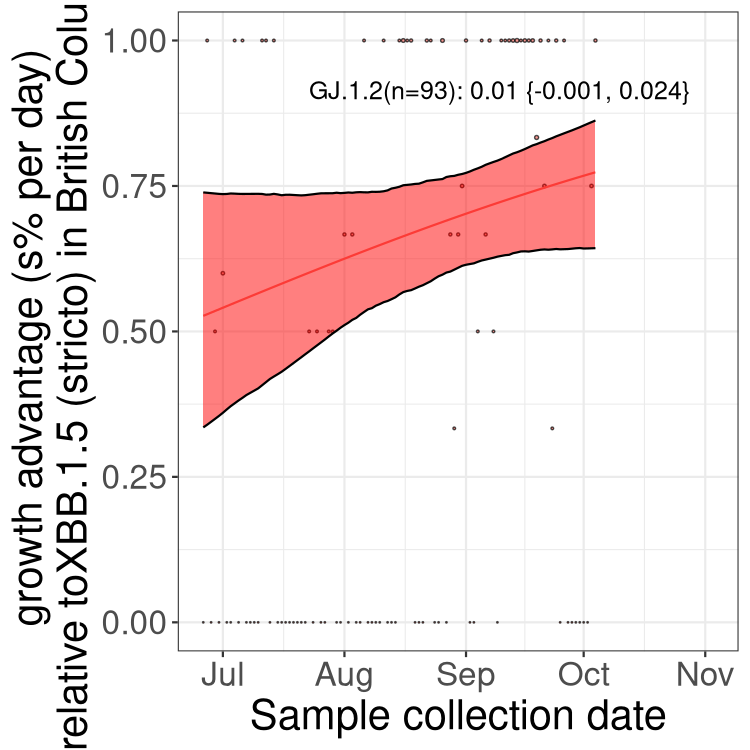 growth advantage (s% per day)
relative toXBB.1.5 (stricto) in British Colu
1.00
0.75
0.50
0.25
0.00
GJ.1.2(n=93): 0.01 {-0.001, 0.024}
Jul Aug Sep Oct Nov
Sample collection date